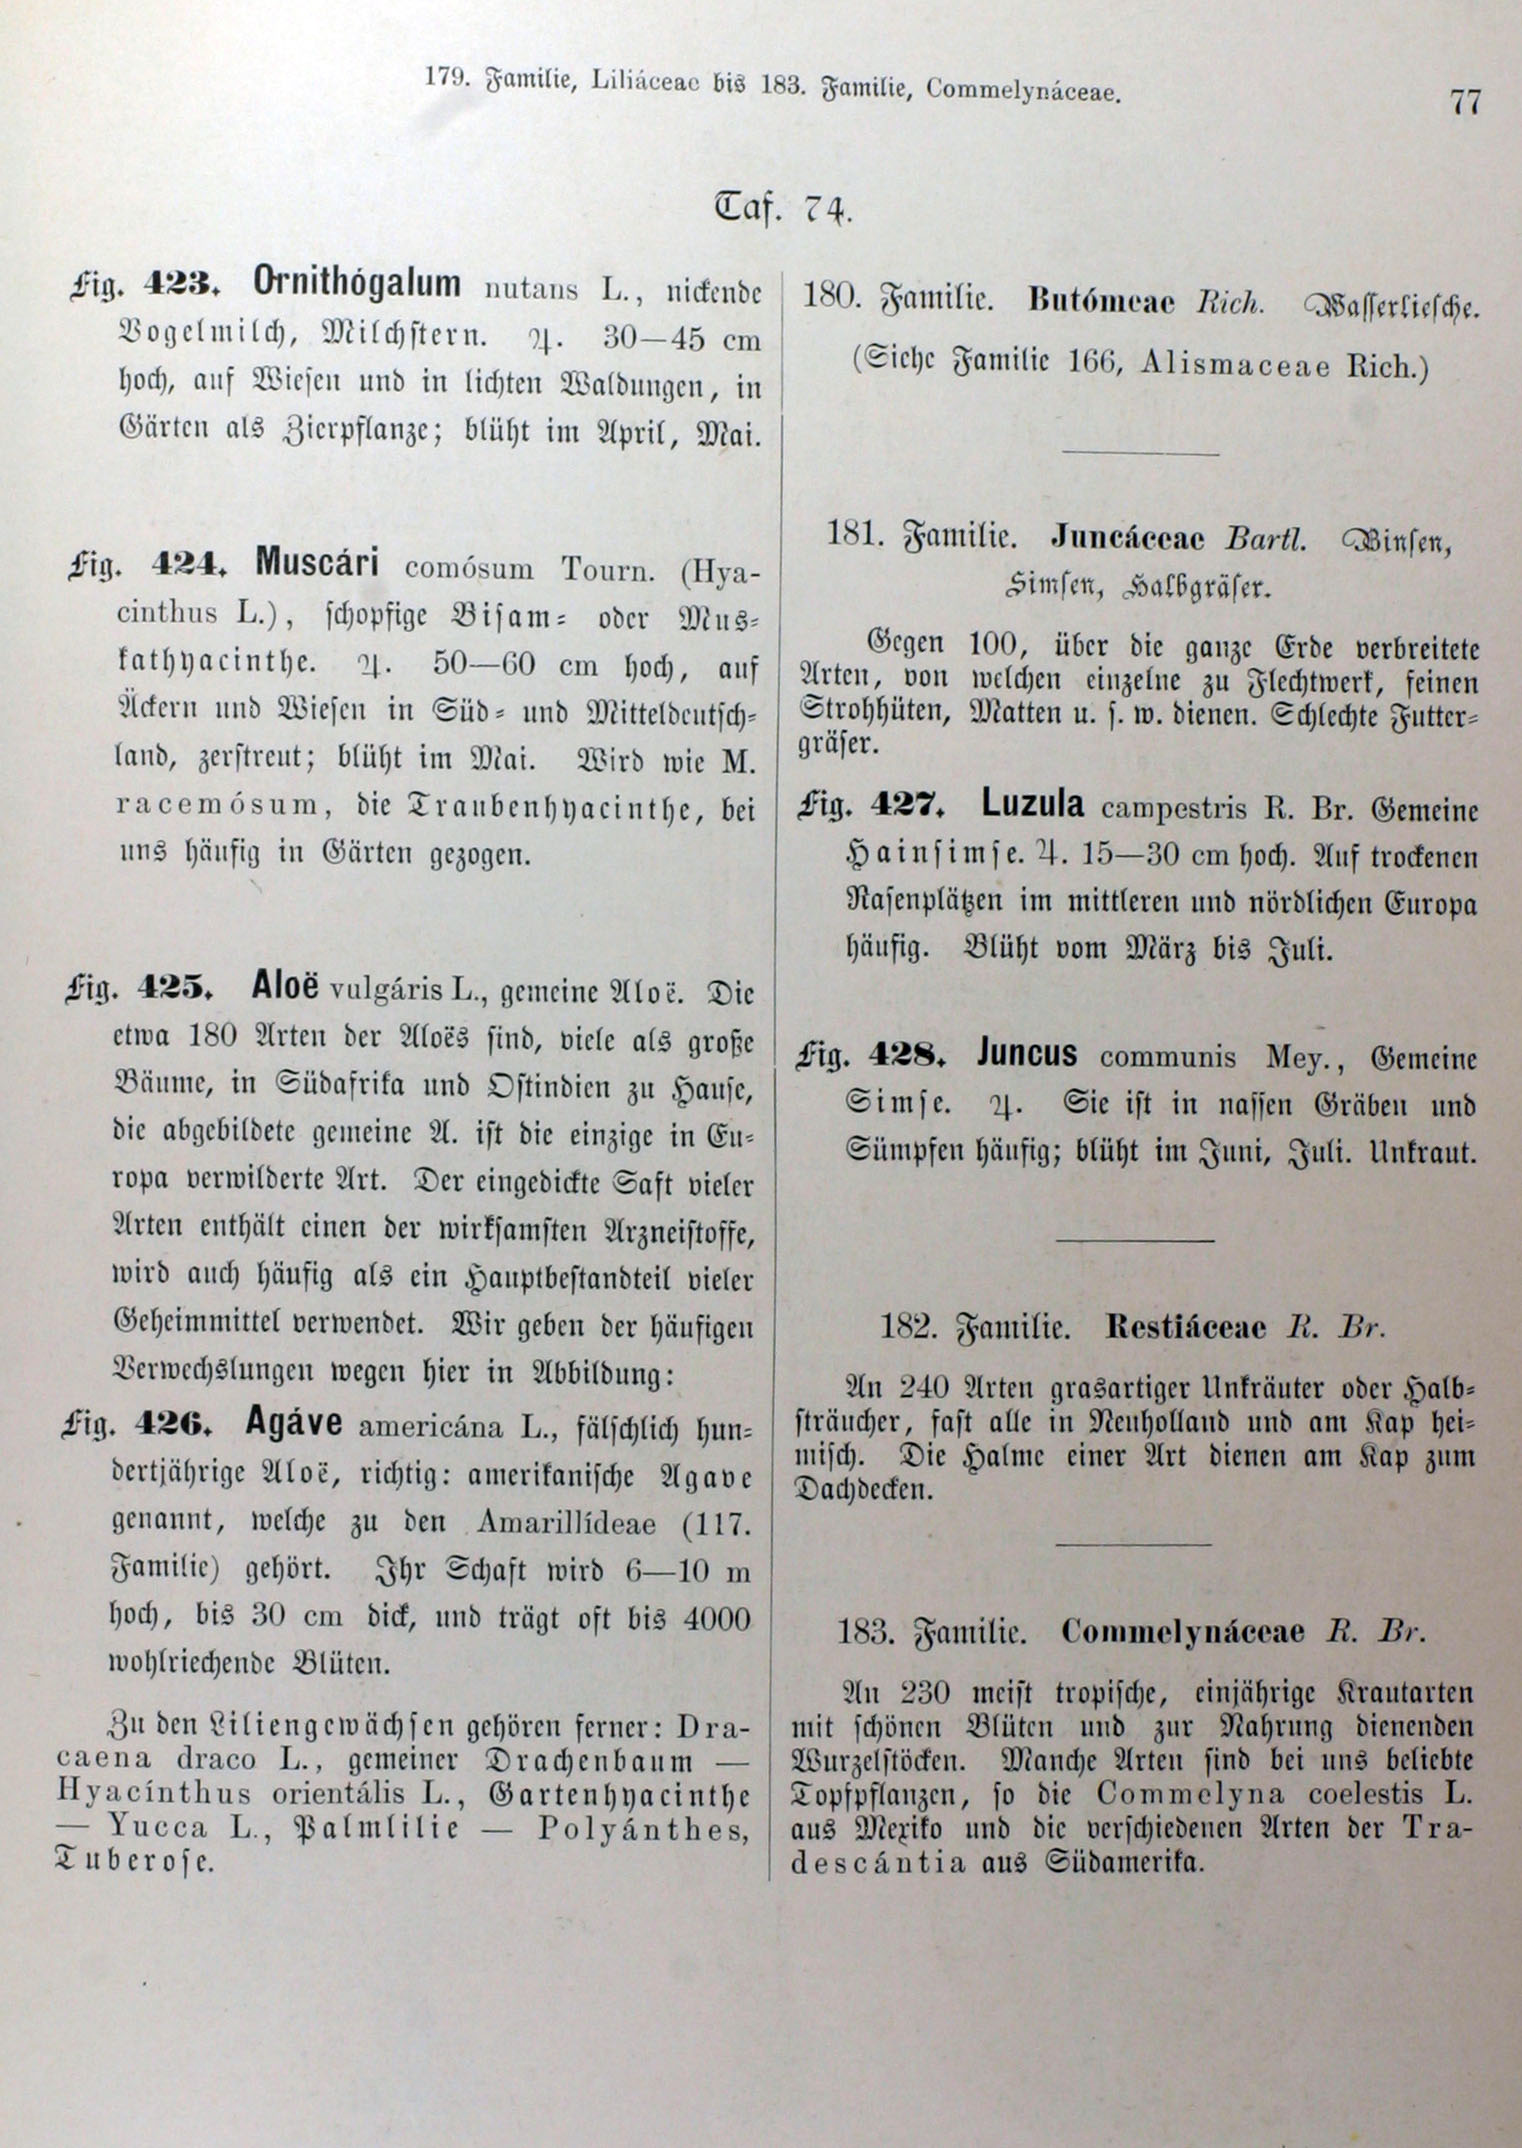 179. Familie, Liliáceae bis 183. Familie, Commelynáceae.
77
Taf. 74.
Fig. 423. Ornithógalum nutans L., nickende
Vogelmilch, Milchstern. ♃. 30—45 cm
hoch, auf Wiesen und in lichten Waldungen, in
Gärten als Zierpflanze; blüht im April, Mai.
Fig. 424. Muscári comósum Tourn. (Hya-
cinthus L.), schopfige Bisam- oder Mus-
kathyacinthe. ♃. 50—60 cm hoch, auf
Äckern und Wiesen in Süd- und Mitteldeutsch-
land, zerstreut; blüht im Mai. Wird wie M.
racemósum, die Traubenhyacinthe, bei
uns häufig in Gärten gezogen.
Fig. 425. Aloë vulgáris L., gemeine Aloë. Die
etwa 180 Arten der Aloës sind, viele als große
Bäume, in Südafrika und Ostindien zu Hause,
die abgebildete gemeine A. ist die einzige in Eu-
ropa verwilderte Art. Der eingedickte Saft vieler
Arten enthält einen der wirksamsten Arzneistoffe,
wird auch häufig als ein Hauptbestandteil vieler
Geheimmittel verwendet. Wir geben der häufigen
Verwechslungen wegen hier in Abbildung:
Fig. 426. Agáve americána L., fälschlich hun-
dertjährige Aloë, richtig: amerikanische Agave
genannt, welche zu den Amarillídeae (117.
Familie) gehört. Ihr Schaft wird 6—10 m
hoch, bis 30 cm dick, und trägt oft bis 4000
wohlriechende Blüten.
Zu den Liliengewächsen gehören ferner: Dra-
caena draco L., gemeiner Drachenbaum —
Hyacínthus orientális L., Gartenhyacinthe
— Yucca L., Palmlilie — Polyánthes,
Tuberose.
180. Familie. Butómeae Rich. Wasserliesche.
(Siehe Familie 166, Alismaceae Rich.)
181. Familie. Juncáceae Bartl. Binsen,
Simsen, Halbgräser.
Gegen 100, über die ganze Erde verbreitete
Arten, von welchen einzelne zu Flechtwerk, feinen
Strohhüten, Matten u. s. w. dienen. Schlechte Futter-
gräser.
Fig. 427. Luzula campestris R. Br. Gemeine
Hainsimse. ♃. 15—30 cm hoch. Auf trockenen
Rasenplätzen im mittleren und nördlichen Europa
häufig. Blüht vom März bis Juli.
Fig. 428. Juncus communis Mey., Gemeine
Simse. ♃. Sie ist in nassen Gräben und
Sümpfen häufig; blüht im Juni, Juli. Unkraut.
182. Familie. Restiáceae R. Br.
An 240 Arten grasartiger Unkräuter oder Halb-
sträucher, fast alle in Neuholland und am Kap hei-
misch. Die Halme einer Art dienen am Kap zum
Dachdecken.
183. Familie. Commelynáceae R. Br.
An 230 meist tropische, einjährige Krautarten
mit schönen Blüten und zur Nahrung dienenden
Wurzelstöcken. Manche Arten sind bei uns beliebte
Topfpflanzen, so die Commelyna coelestis L.
aus Mexiko und die verschiedenen Arten der Tra-
descántia aus Südamerika.